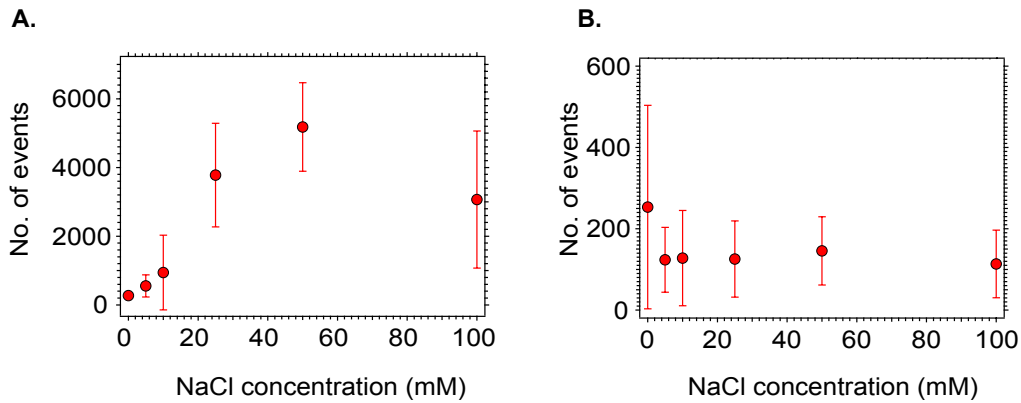 A.
No. of events
6000
4000
2000
0
0 20 40 60 80 100
NaCl concentration (mM)
B.
No. of events
600
400
200
0
0 20 40 60 80 100
NaCl concentration (mM)